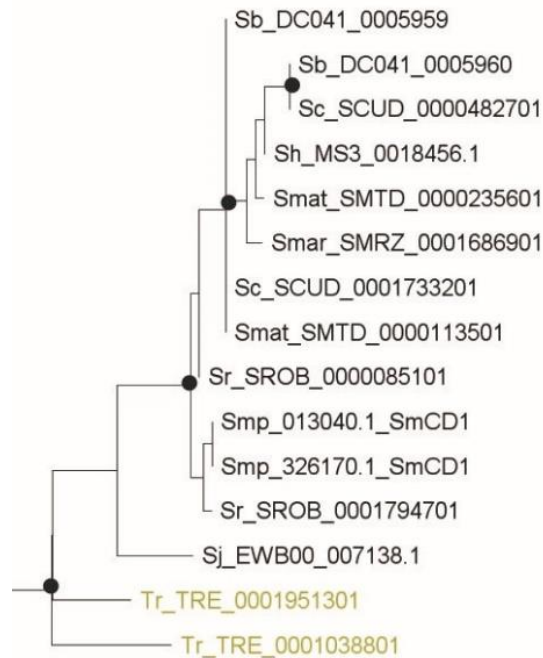 Sb_DC041_0005959
Sb_DC041_0005960
Sc_SCUD_0000482701
Sh_MS3_0018456.1
Smat_SMTD_0000235601
Smar_SMRZ_0001686901
Sc_SCUD_0001733201
Smat_SMTD_0000113501
Sr_SROB_0000085101
Smp_013040.1_SmCD1
Smp_326170.1_SmCD1
Sr_SROB_0001794701
Sj_EWB00_007138.1
Tr_TRE_0001951301
Tr_TRE_0001038801